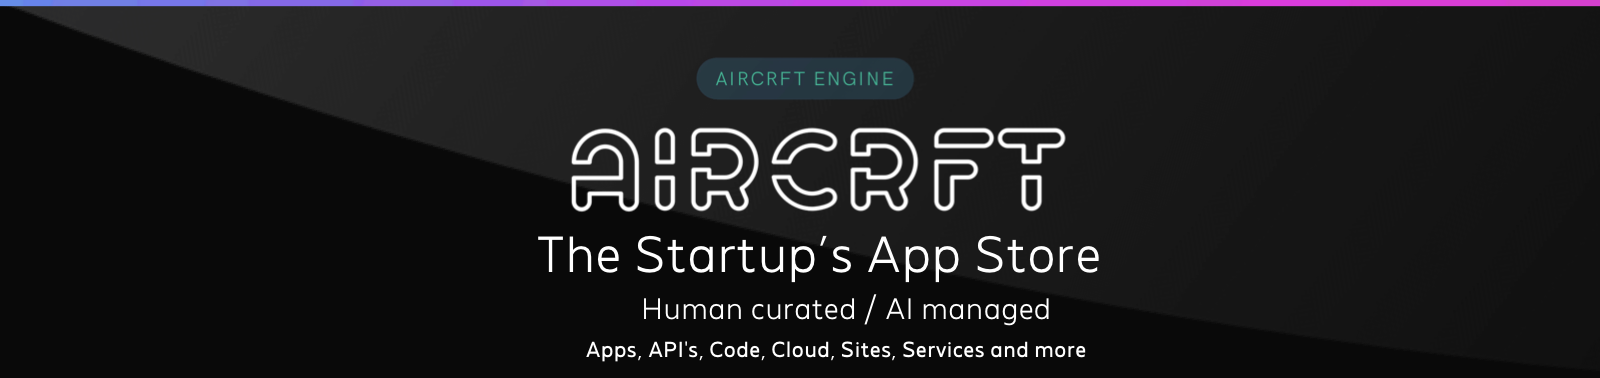 AIRCRFT ENGINE
AIRCRFT
The Startup's App Store
Human curated / AI managed
Apps, API's, Code, Cloud, Sites, Services and more